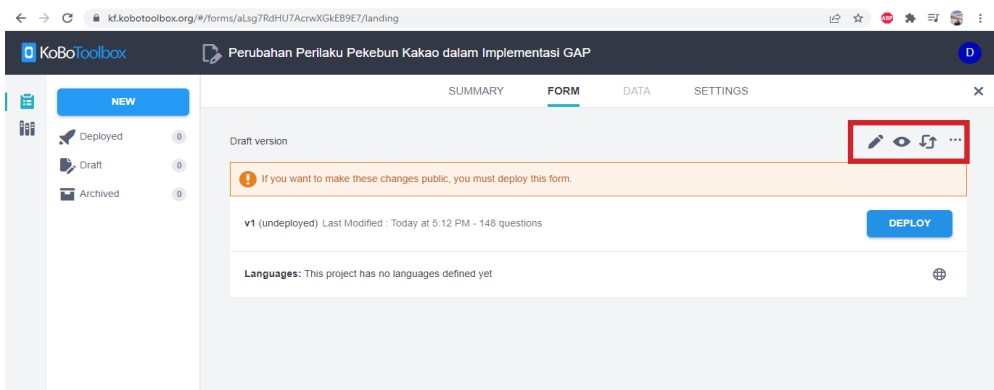 kf.kobotoolbox.org/#/forms/aLsg7RdHU7AcrwXGkEB9E7/landing
ABP
KoBoToolbox
Perubahan Perilaku Pekebun Kakao dalam Implementasi GAP
D
NEW
SUMMARY FORM DATA SETTINGS
Deployed 0
Draft 0
Archived 0
Draft version
If you want to make these changes public, you must deploy this form.
v1 (undeployed) Last Modified : Today at 5:12 PM - 148 questions
DEPLOY
Languages: This project has no languages defined yet